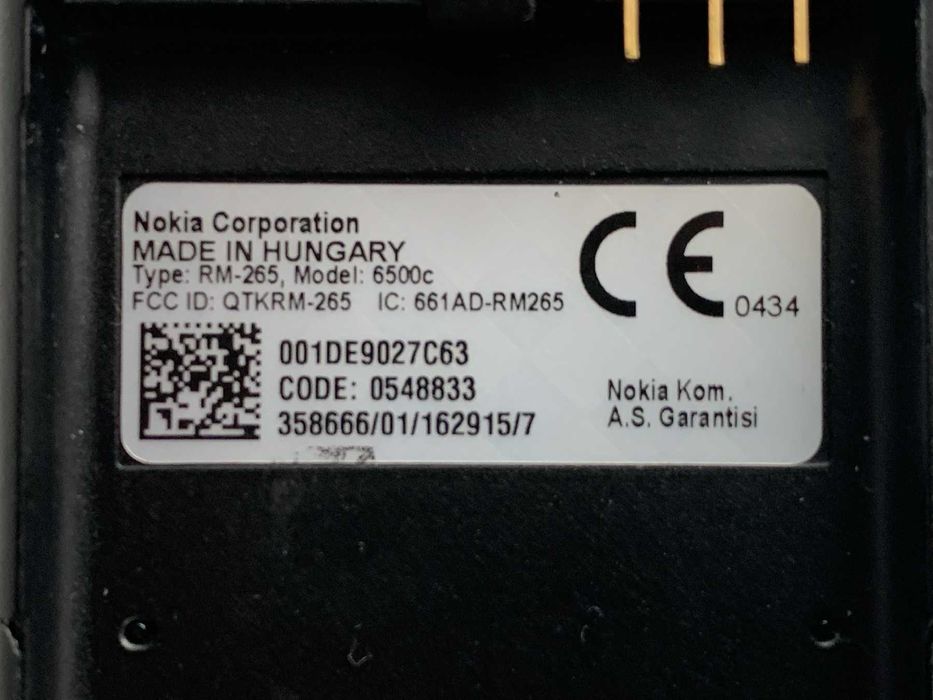 Nokia Corporation
MADE IN HUNGARY
Type: RM-265, Model: 6500c
FCC ID: QTKRM-265 IC: 661AD-RM265
CE 0434
001DE9027C63
CODE: 0548833
358666/01/162915/7
Nokia Kom.
A.S. Garantisi